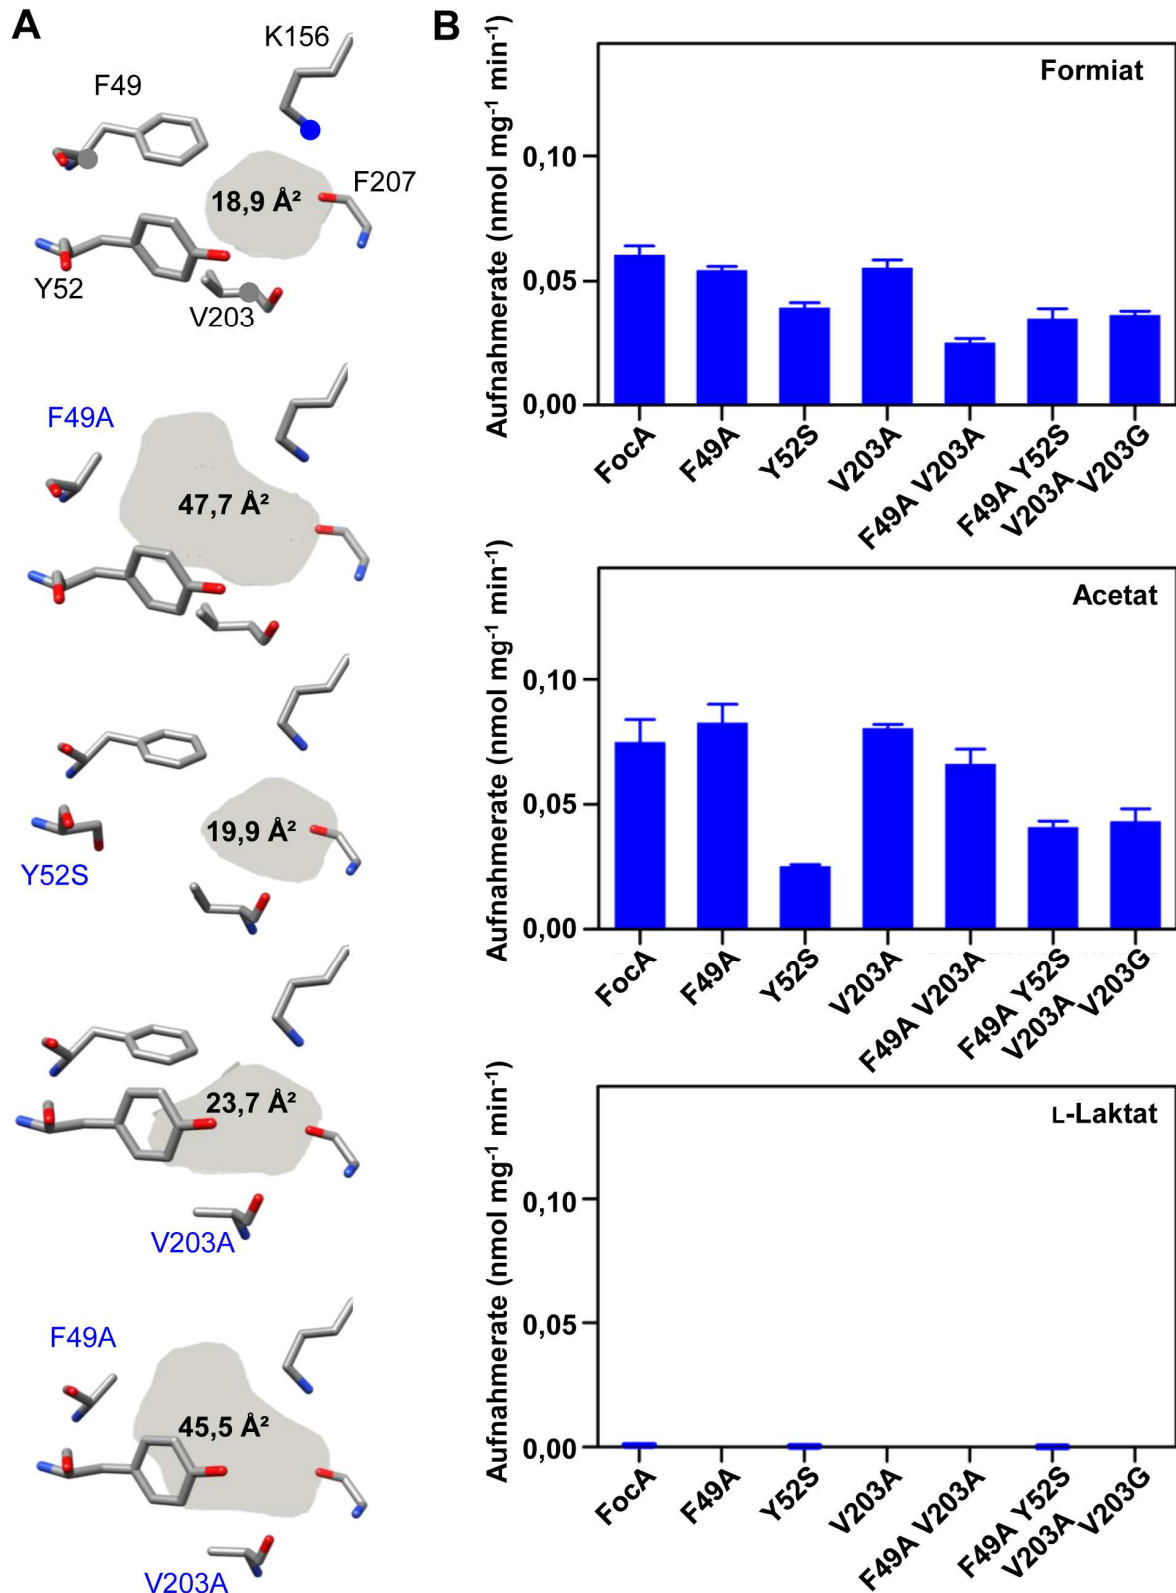 A
K156
F49
18,9 Å²
F207
Y52
V203
F49A
47,7 Å²
19,9 Å²
Y52S
23,7 Å²
V203A
F49A
45,5 Å²
V203A
B
Formiat
Aufnahmerate (nmol mg⁻¹ min⁻¹)
0,10
0,05
0,00
FocA
F49A
Y52S
V203A
F49A V203A
F49A Y52S
V203A
V203G
Acetat
Aufnahmerate (nmol mg⁻¹ min⁻¹)
0,10
0,05
0,00
FocA
F49A
Y52S
V203A
F49A V203A
F49A Y52S
V203A
V203G
L-Laktat
Aufnahmerate (nmol mg⁻¹ min⁻¹)
0,10
0,05
0,00
FocA
F49A
Y52S
V203A
F49A V203A
F49A Y52S
V203A
V203G